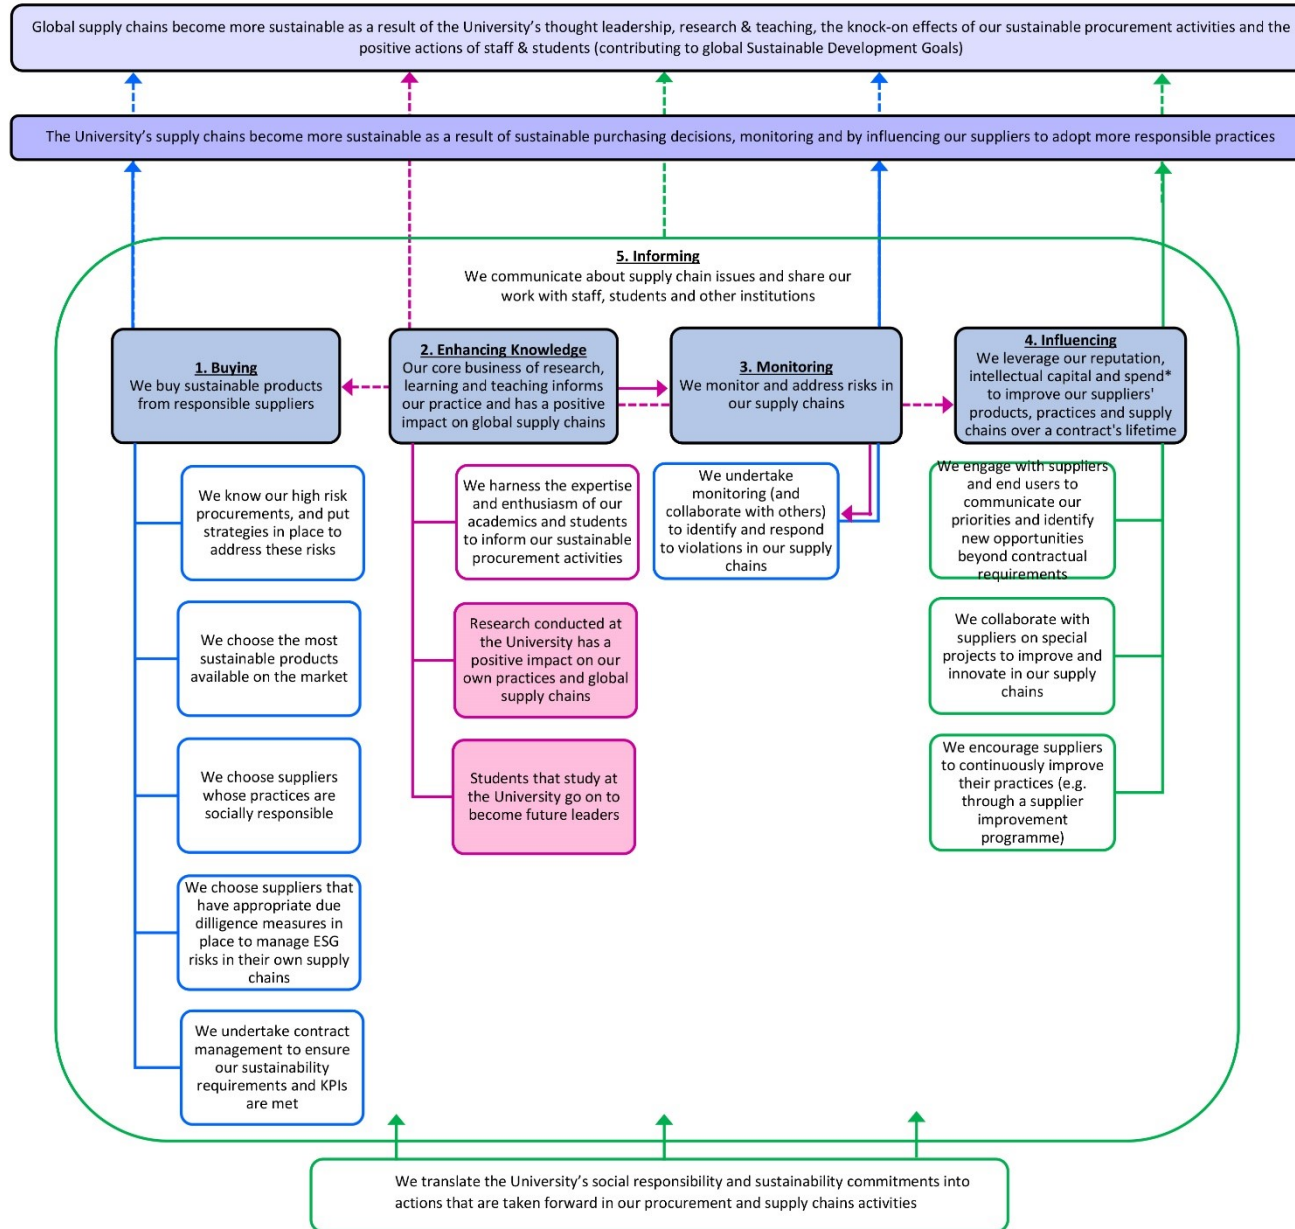 Global supply chains become more sustainable as a result of the University’s thought leadership, research & teaching, the knock-on effects of our sustainable procurement activities and the
positive actions of staff & students (contributing to global Sustainable Development Goals)
The University’s supply chains become more sustainable as a result of sustainable purchasing decisions, monitoring and by influencing our suppliers to adopt more responsible practices
5. Informing
We communicate about supply chain issues and share our
work with staff, students and other institutions
1. Buying
We buy sustainable products
from responsible suppliers
2. Enhancing Knowledge
Our core business of research,
learning and teaching informs
our practice and has a positive
impact on global supply chains
3. Monitoring
We monitor and address risks in
our supply chains
4. Influencing
We leverage our reputation,
intellectual capital and spend*
to improve our suppliers'
products, practices and supply
chains over a contract's lifetime
We know our high risk
procurements, and put
strategies in place to
address these risks
We choose the most
sustainable products
available on the market
We choose suppliers
whose practices are
socially responsible
We choose suppliers that
have appropriate due
dilligence measures in
place to manage ESG
risks in their own supply
chains
We undertake contract
management to ensure
our sustainability
requirements and KPIs
are met
We harness the expertise
and enthusiasm of our
academics and students
to inform our sustainable
procurement activities
Research conducted at
the University has a
positive impact on our
own practices and global
supply chains
Students that study at
the University go on to
become future leaders
We undertake
monitoring (and
collaborate with others)
to identify and respond
to violations in our supply
chains
We engage with suppliers
and end users to
communicate our
priorities and identify
new opportunities
beyond contractual
requirements
We collaborate with
suppliers on special
projects to improve and
innovate in our supply
chains
We encourage suppliers
to continuously improve
their practices (e.g.
through a supplier
improvement
programme)
We translate the University’s social responsibility and sustainability commitments into
actions that are taken forward in our procurement and supply chains activities